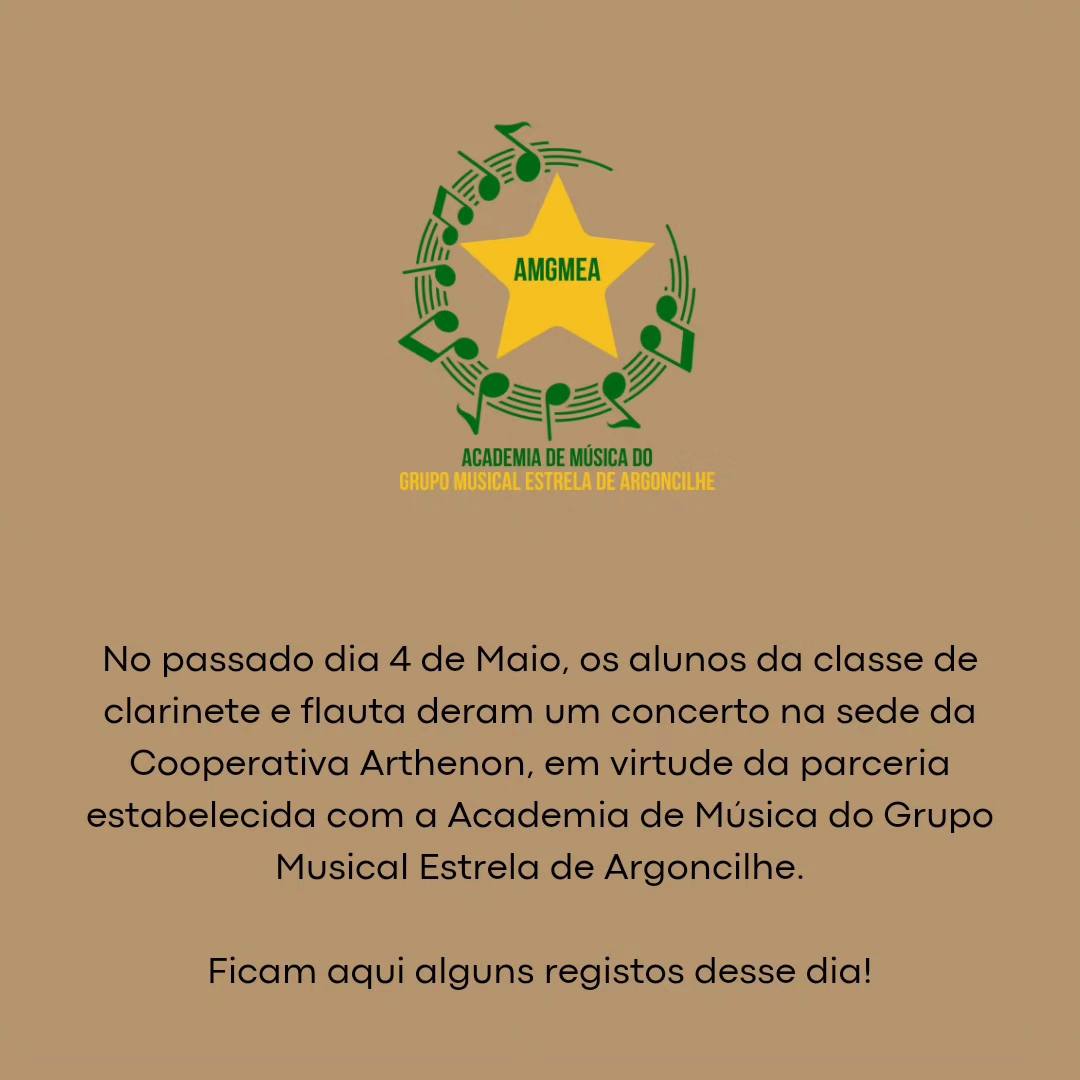 AMGMEA
ACADEMIA DE MÚSICA DO
GRUPO MUSICAL ESTRELA DE ARGONCILHE
No passado dia 4 de Maio, os alunos da classe de
clarinete e flauta deram um concerto na sede da
Cooperativa Arthenon, em virtude da parceria
estabelecida com a Academia de Música do Grupo
Musical Estrela de Argoncilhe.
Ficam aqui alguns registos desse dia!